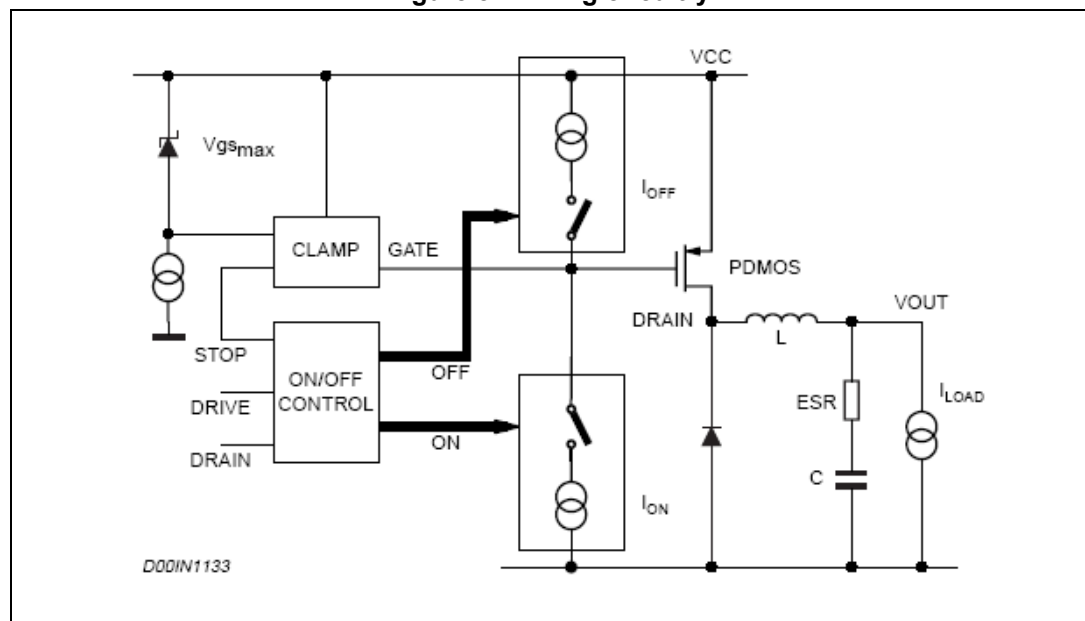 VCC
Vgsmax
IOFF
CLAMP
GATE
PDMOS
DRAIN
VOUT
L
STOP
OFF
ON/OFF
CONTROL
DRIVE
ON
DRAIN
ESR
ILOAD
C
ION
D00IN1133